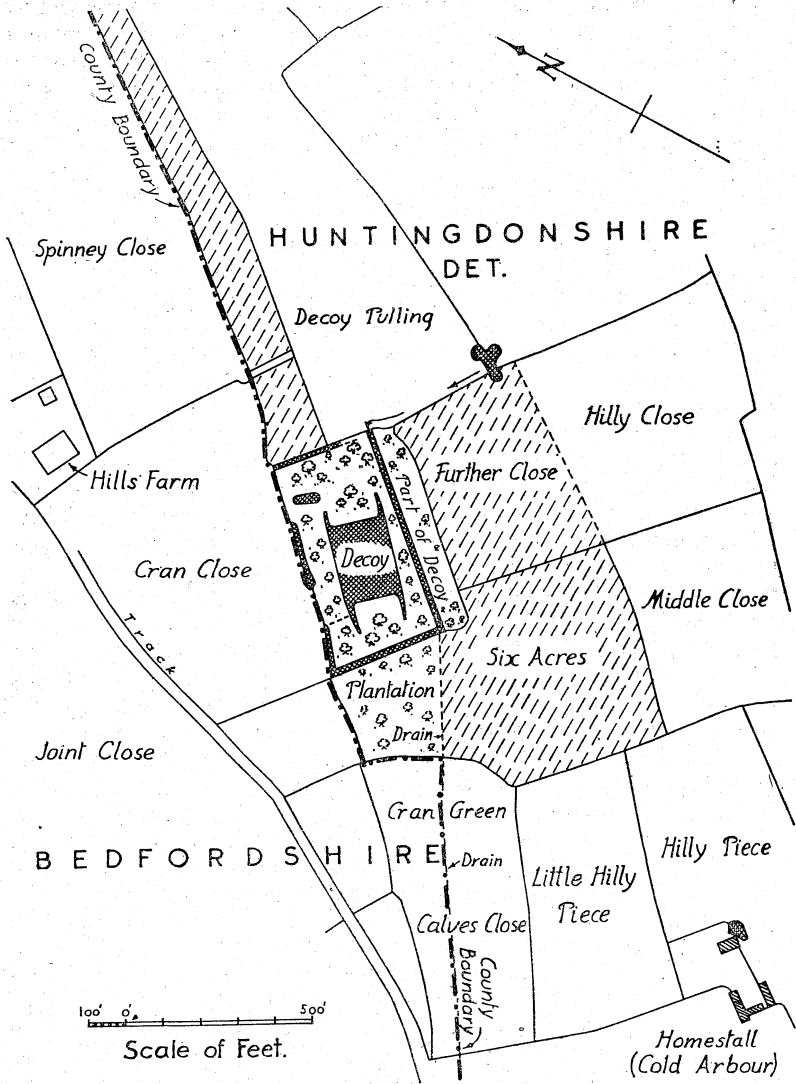 County Boundary
N
Spinney Close
HUNTINGDONSHIRE
DET.
Decoy Pulling
Hilly Close
Hills Farm
Further Close
Part of Decoy
Decoy
Cran Close
Middle Close
Track
Six Acres
Plantation
Drain
Joint Close
Cran Green
BEDFORDSHIRE
Drain
Hilly Piece
Little Hilly
Piece
Calves Close
County
Boundary
100' 0' 500'
Scale of Feet.
Homestall
(Cold Arbour)